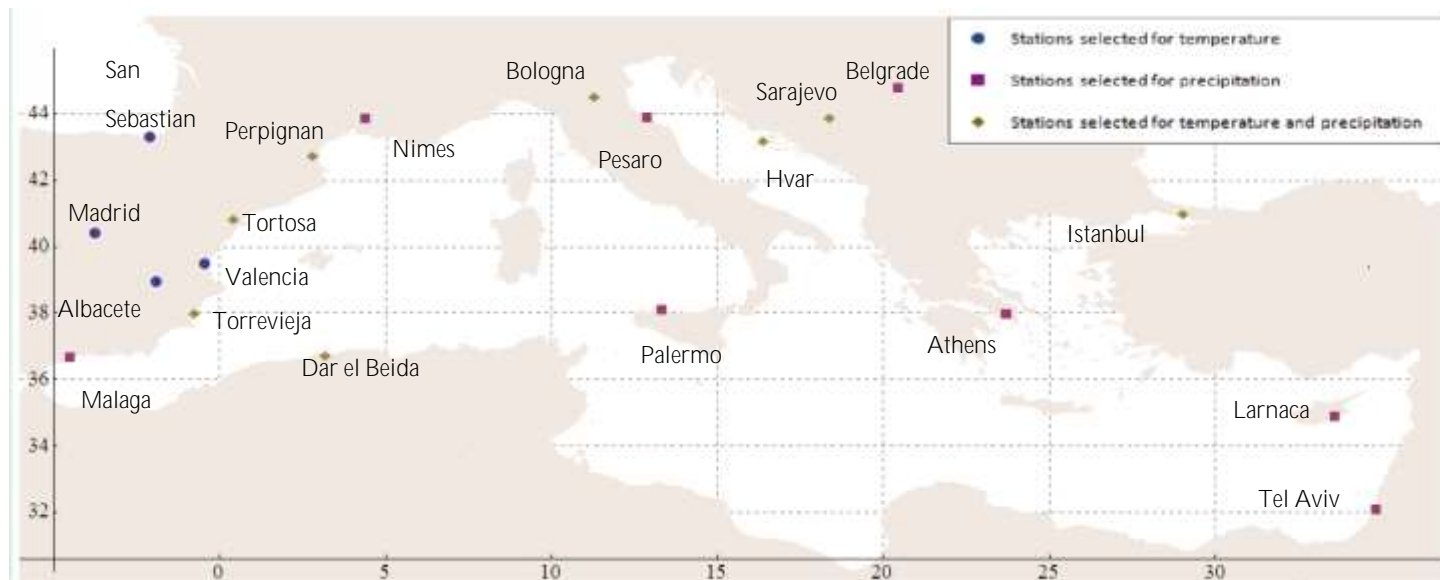 Stations selected for temperature
Stations selected for precipitation
Stations selected for temperature and precipitation
San
Sebastian
Bologna
Belgrade
Sarajevo
Perpignan
Nimes
Pesaro
Hvar
Madrid
Tortosa
Istanbul
Valencia
Albacete
Torrevieja
Dar el Beida
Palermo
Athens
Malaga
Larnaca
Tel Aviv
44
42
40
38
36
34
32
0 5 10 15 20 25 30